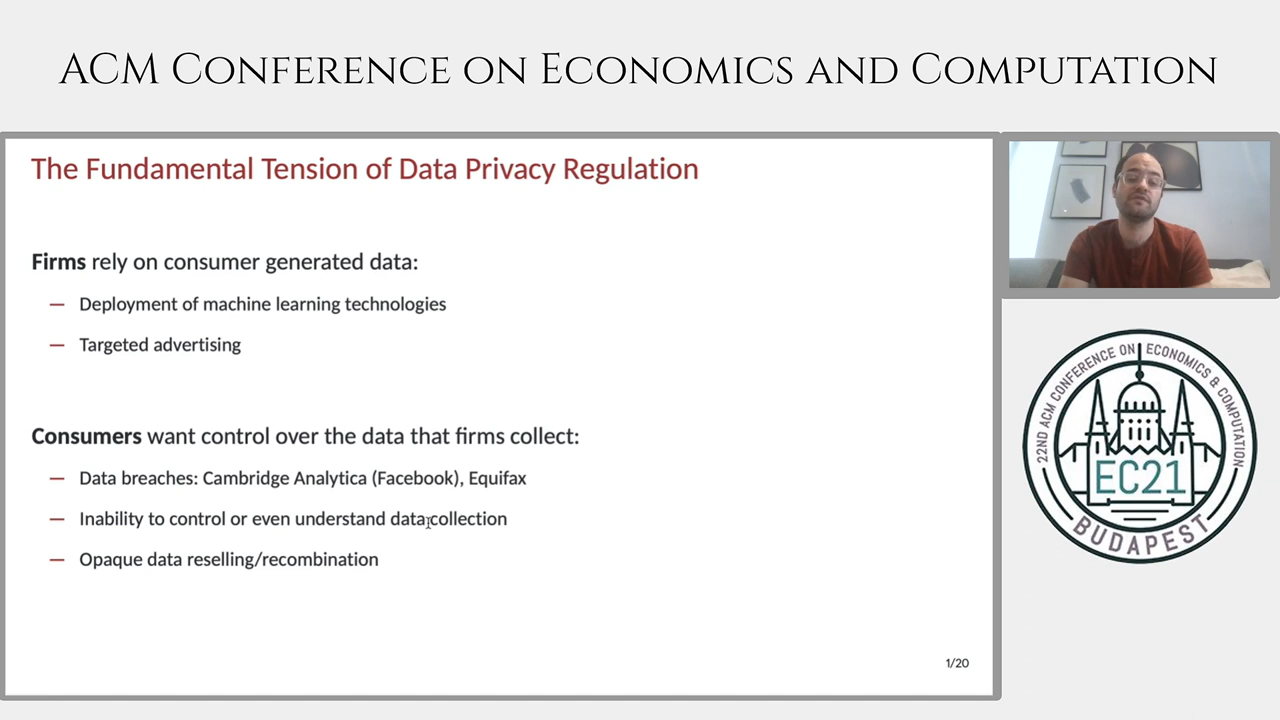 ACM Conference on Economics and Computation
The Fundamental Tension of Data Privacy Regulation
Firms rely on consumer generated data:
— Deployment of machine learning technologies
— Targeted advertising
Consumers want control over the data that firms collect:
— Data breaches: Cambridge Analytica (Facebook), Equifax
— Inability to control or even understand data collection
— Opaque data reselling/recombination
1/20
22ND ACM CONFERENCE ON ECONOMICS & COMPUTATION
EC21
BUDAPEST